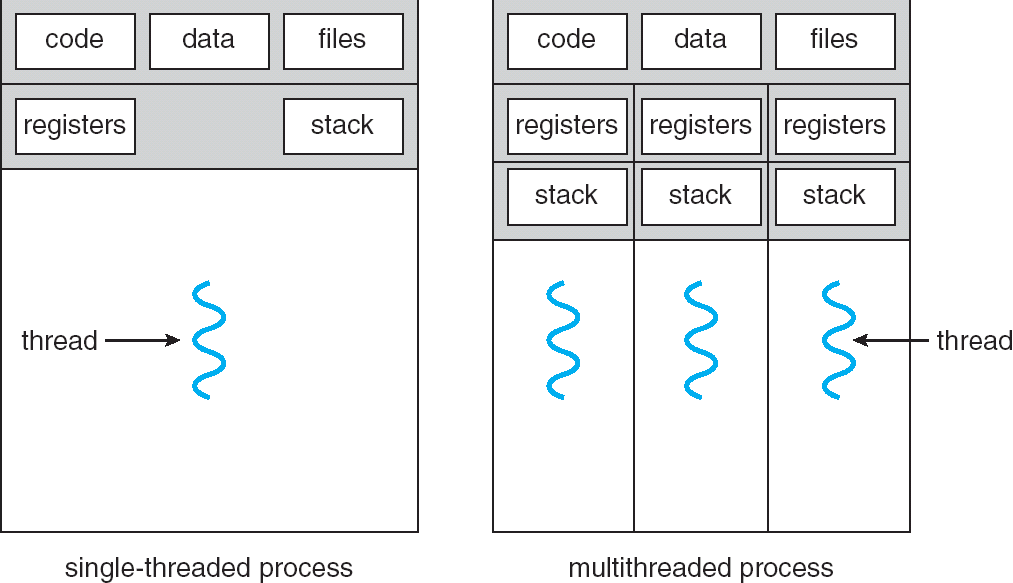 code data files
registers stack
thread
single-threaded process
code data files
registers registers registers
stack stack stack
thread
multithreaded process